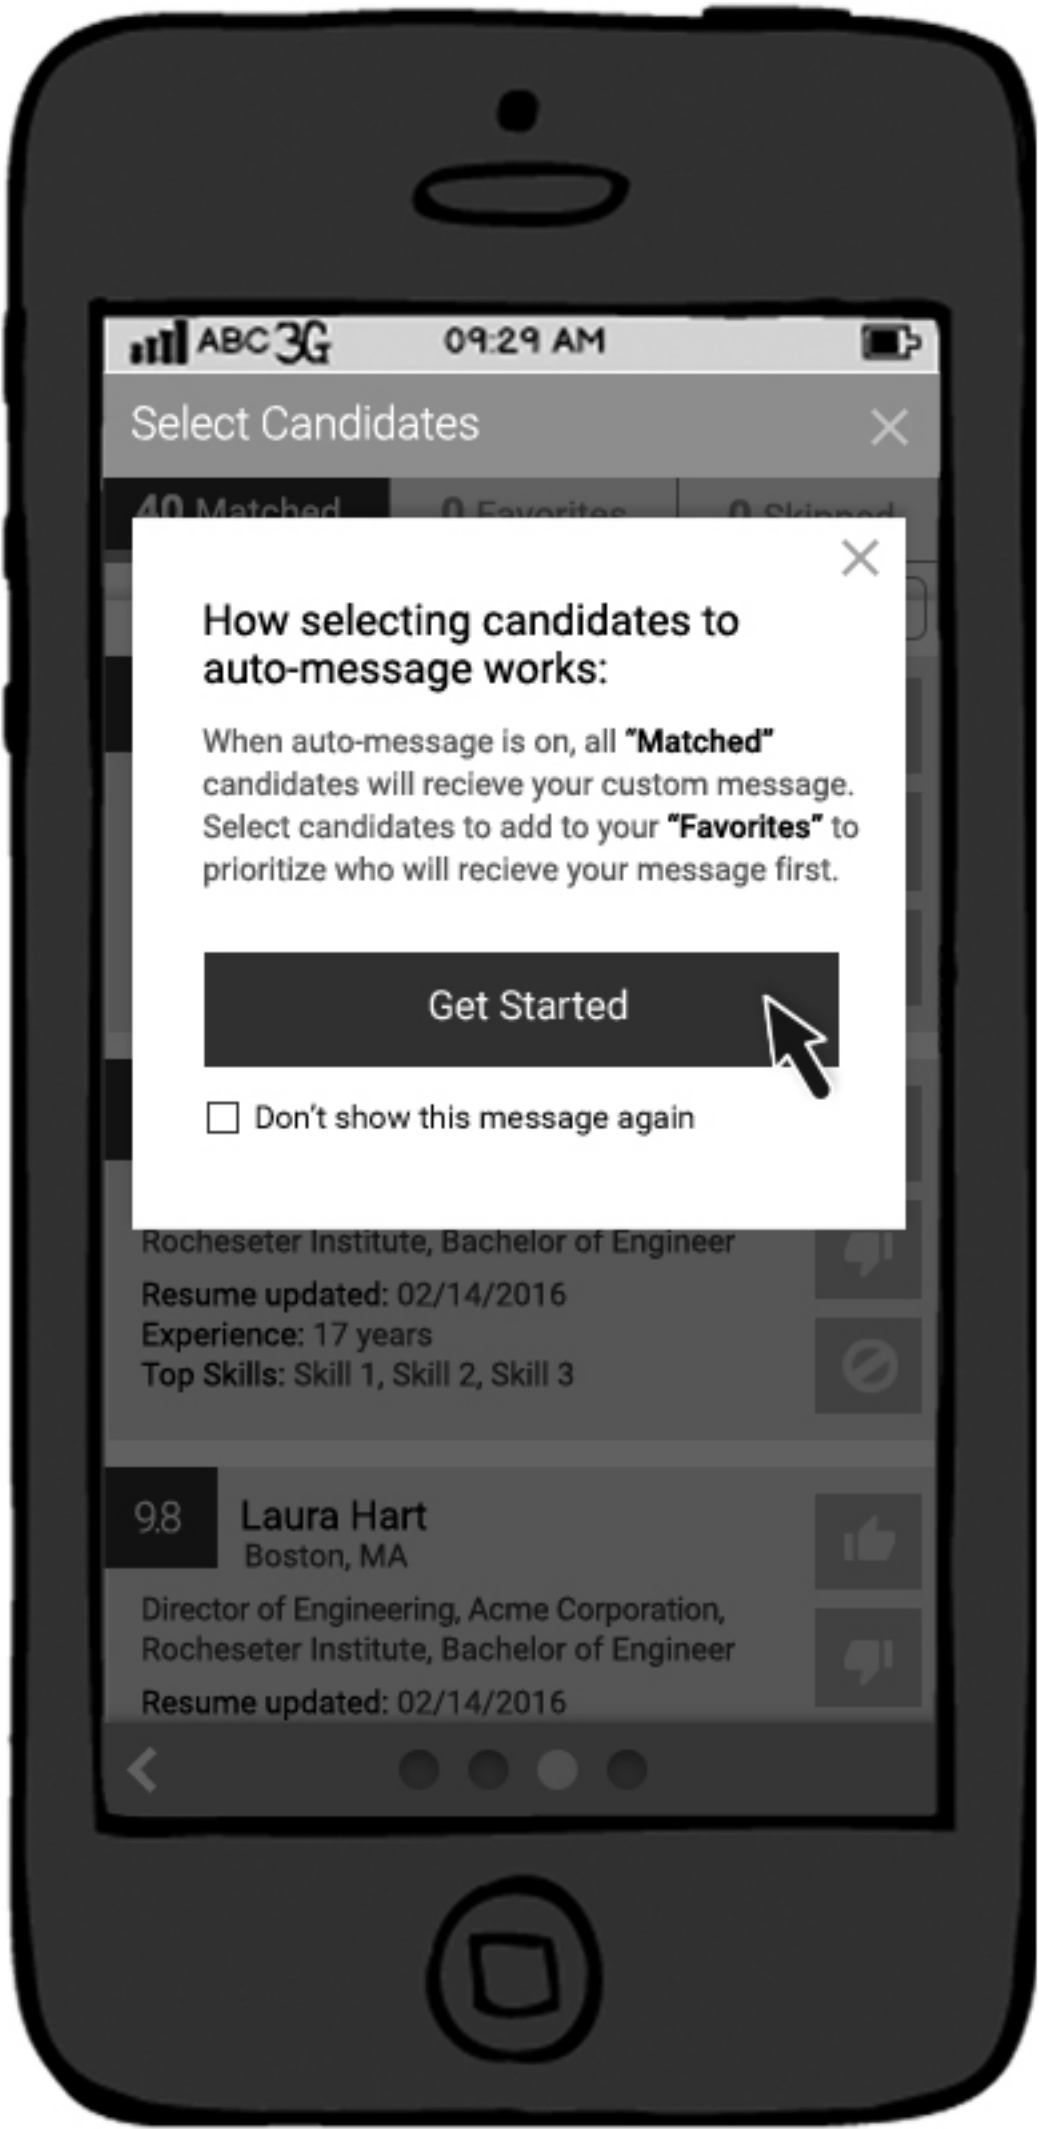 ABC 3G 09:29 AM
Select Candidates
40 Matched 0 Favorites 0 Skipped
How selecting candidates to
auto-message works:
When auto-message is on, all “Matched”
candidates will recieve your custom message.
Select candidates to add to your “Favorites” to
prioritize who will recieve your message first.
Get Started
Don’t show this message again
Rocheseter Institute, Bachelor of Engineer
Resume updated: 02/14/2016
Experience: 17 years
Top Skills: Skill 1, Skill 2, Skill 3
9.8 Laura Hart
Boston, MA
Director of Engineering, Acme Corporation,
Rocheseter Institute, Bachelor of Engineer
Resume updated: 02/14/2016